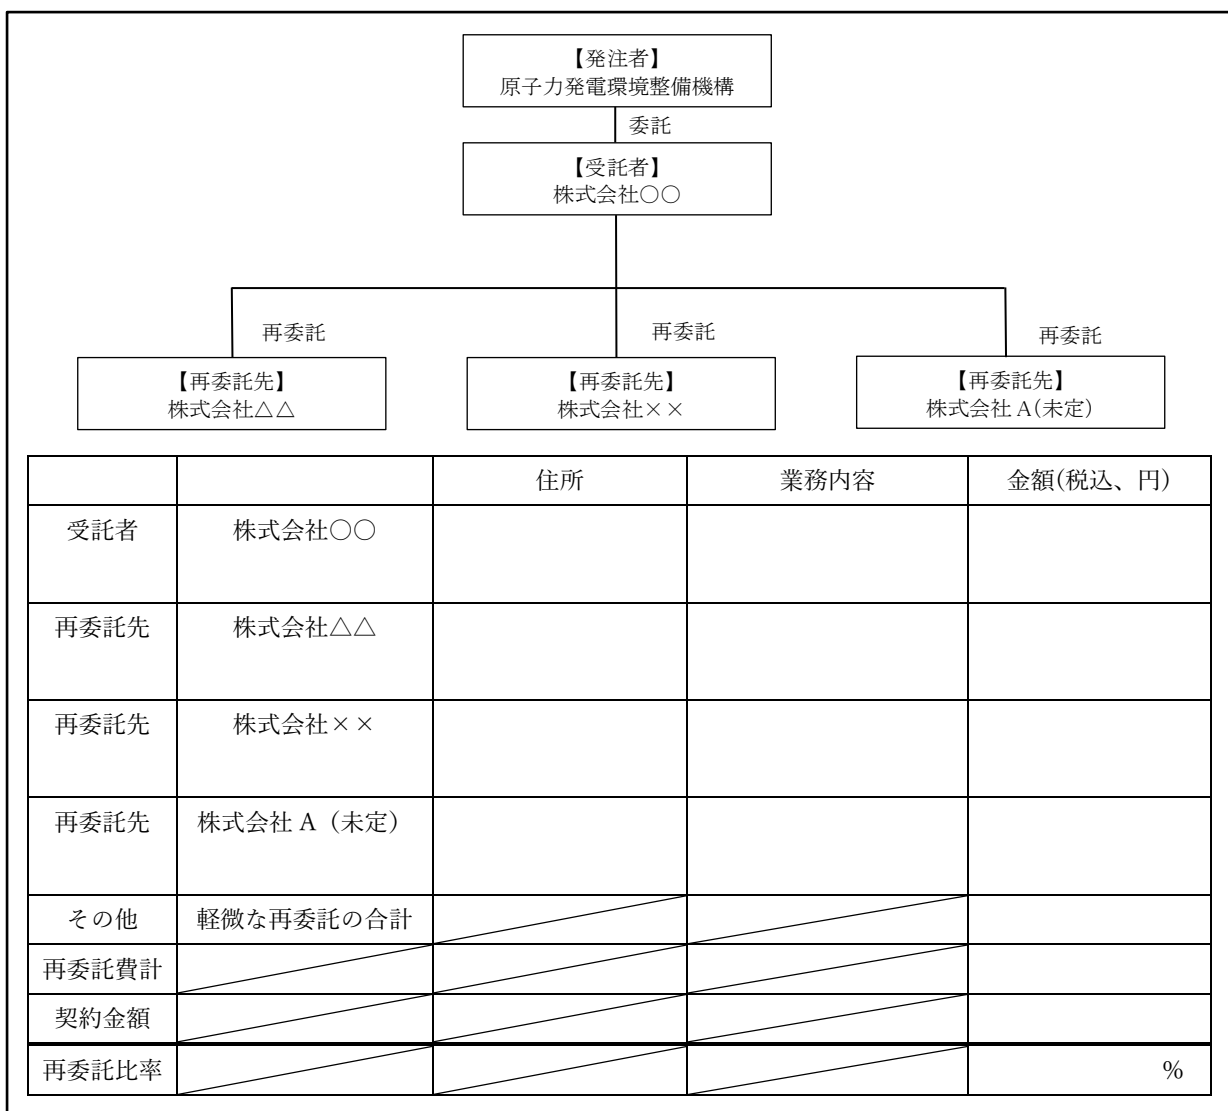 【発注者】
原子力発電環境整備機構
委託
【受託者】
株式会社〇〇
再委託 再委託 再委託
【再委託先】 【再委託先】 【再委託先】
株式会社△△ 株式会社×× 株式会社 A(未定)
住所 業務内容 金額(税込、円)
受託者 株式会社〇〇
再委託先 株式会社△△
再委託先 株式会社××
再委託先 株式会社 A（未定）
その他 軽微な再委託の合計
再委託費計
契約金額
再委託比率 %